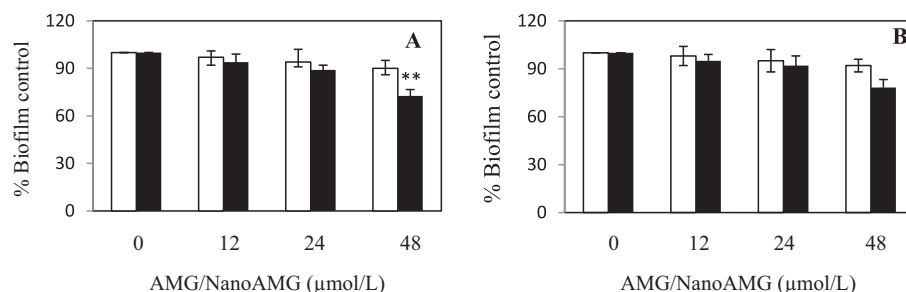 A
% Biofilm control
120
90
60
30
0
**
0 12 24 48
AMG/NanoAMG (µmol/L)
B
% Biofilm control
120
90
60
30
0
0 12 24 48
AMG/NanoAMG (µmol/L)